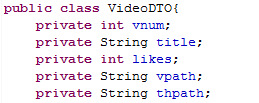 public class VideoDTO{
    private int vnum;
    private String title;
    private int likes;
    private String vpath;
    private String thpath;